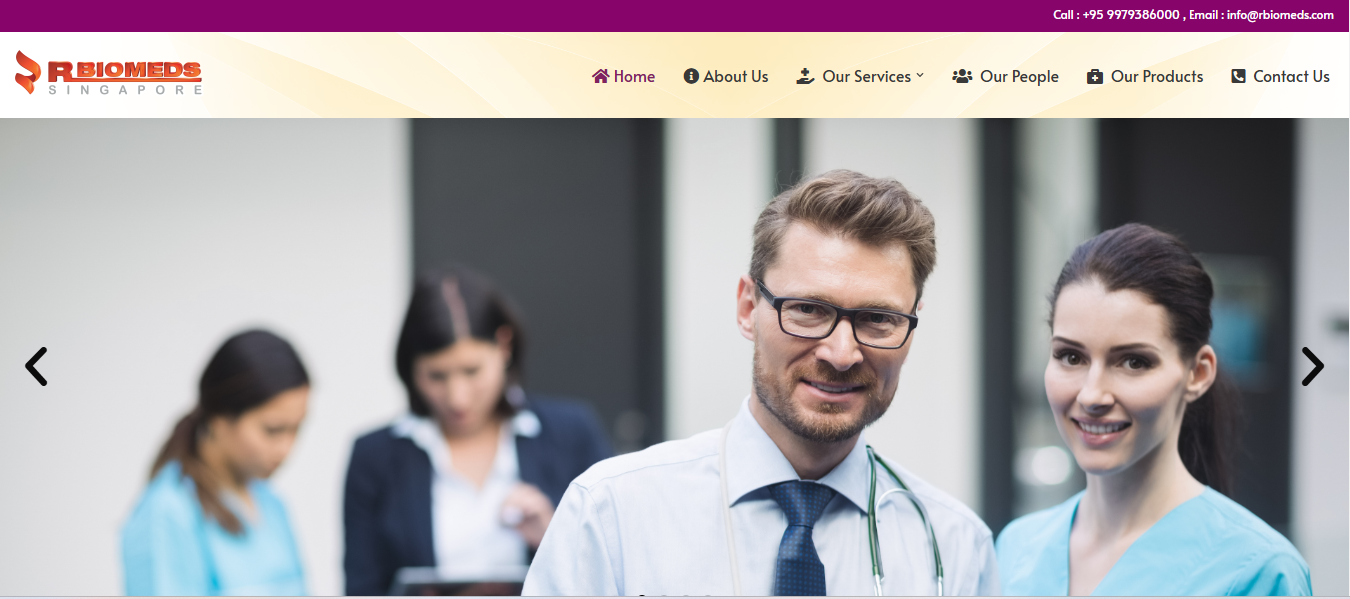 Call : +95 9979386000 , Email : info@rbiomeds.com
RBIOMEDS
SINGAPORE
Home About Us Our Services Our People Our Products Contact Us